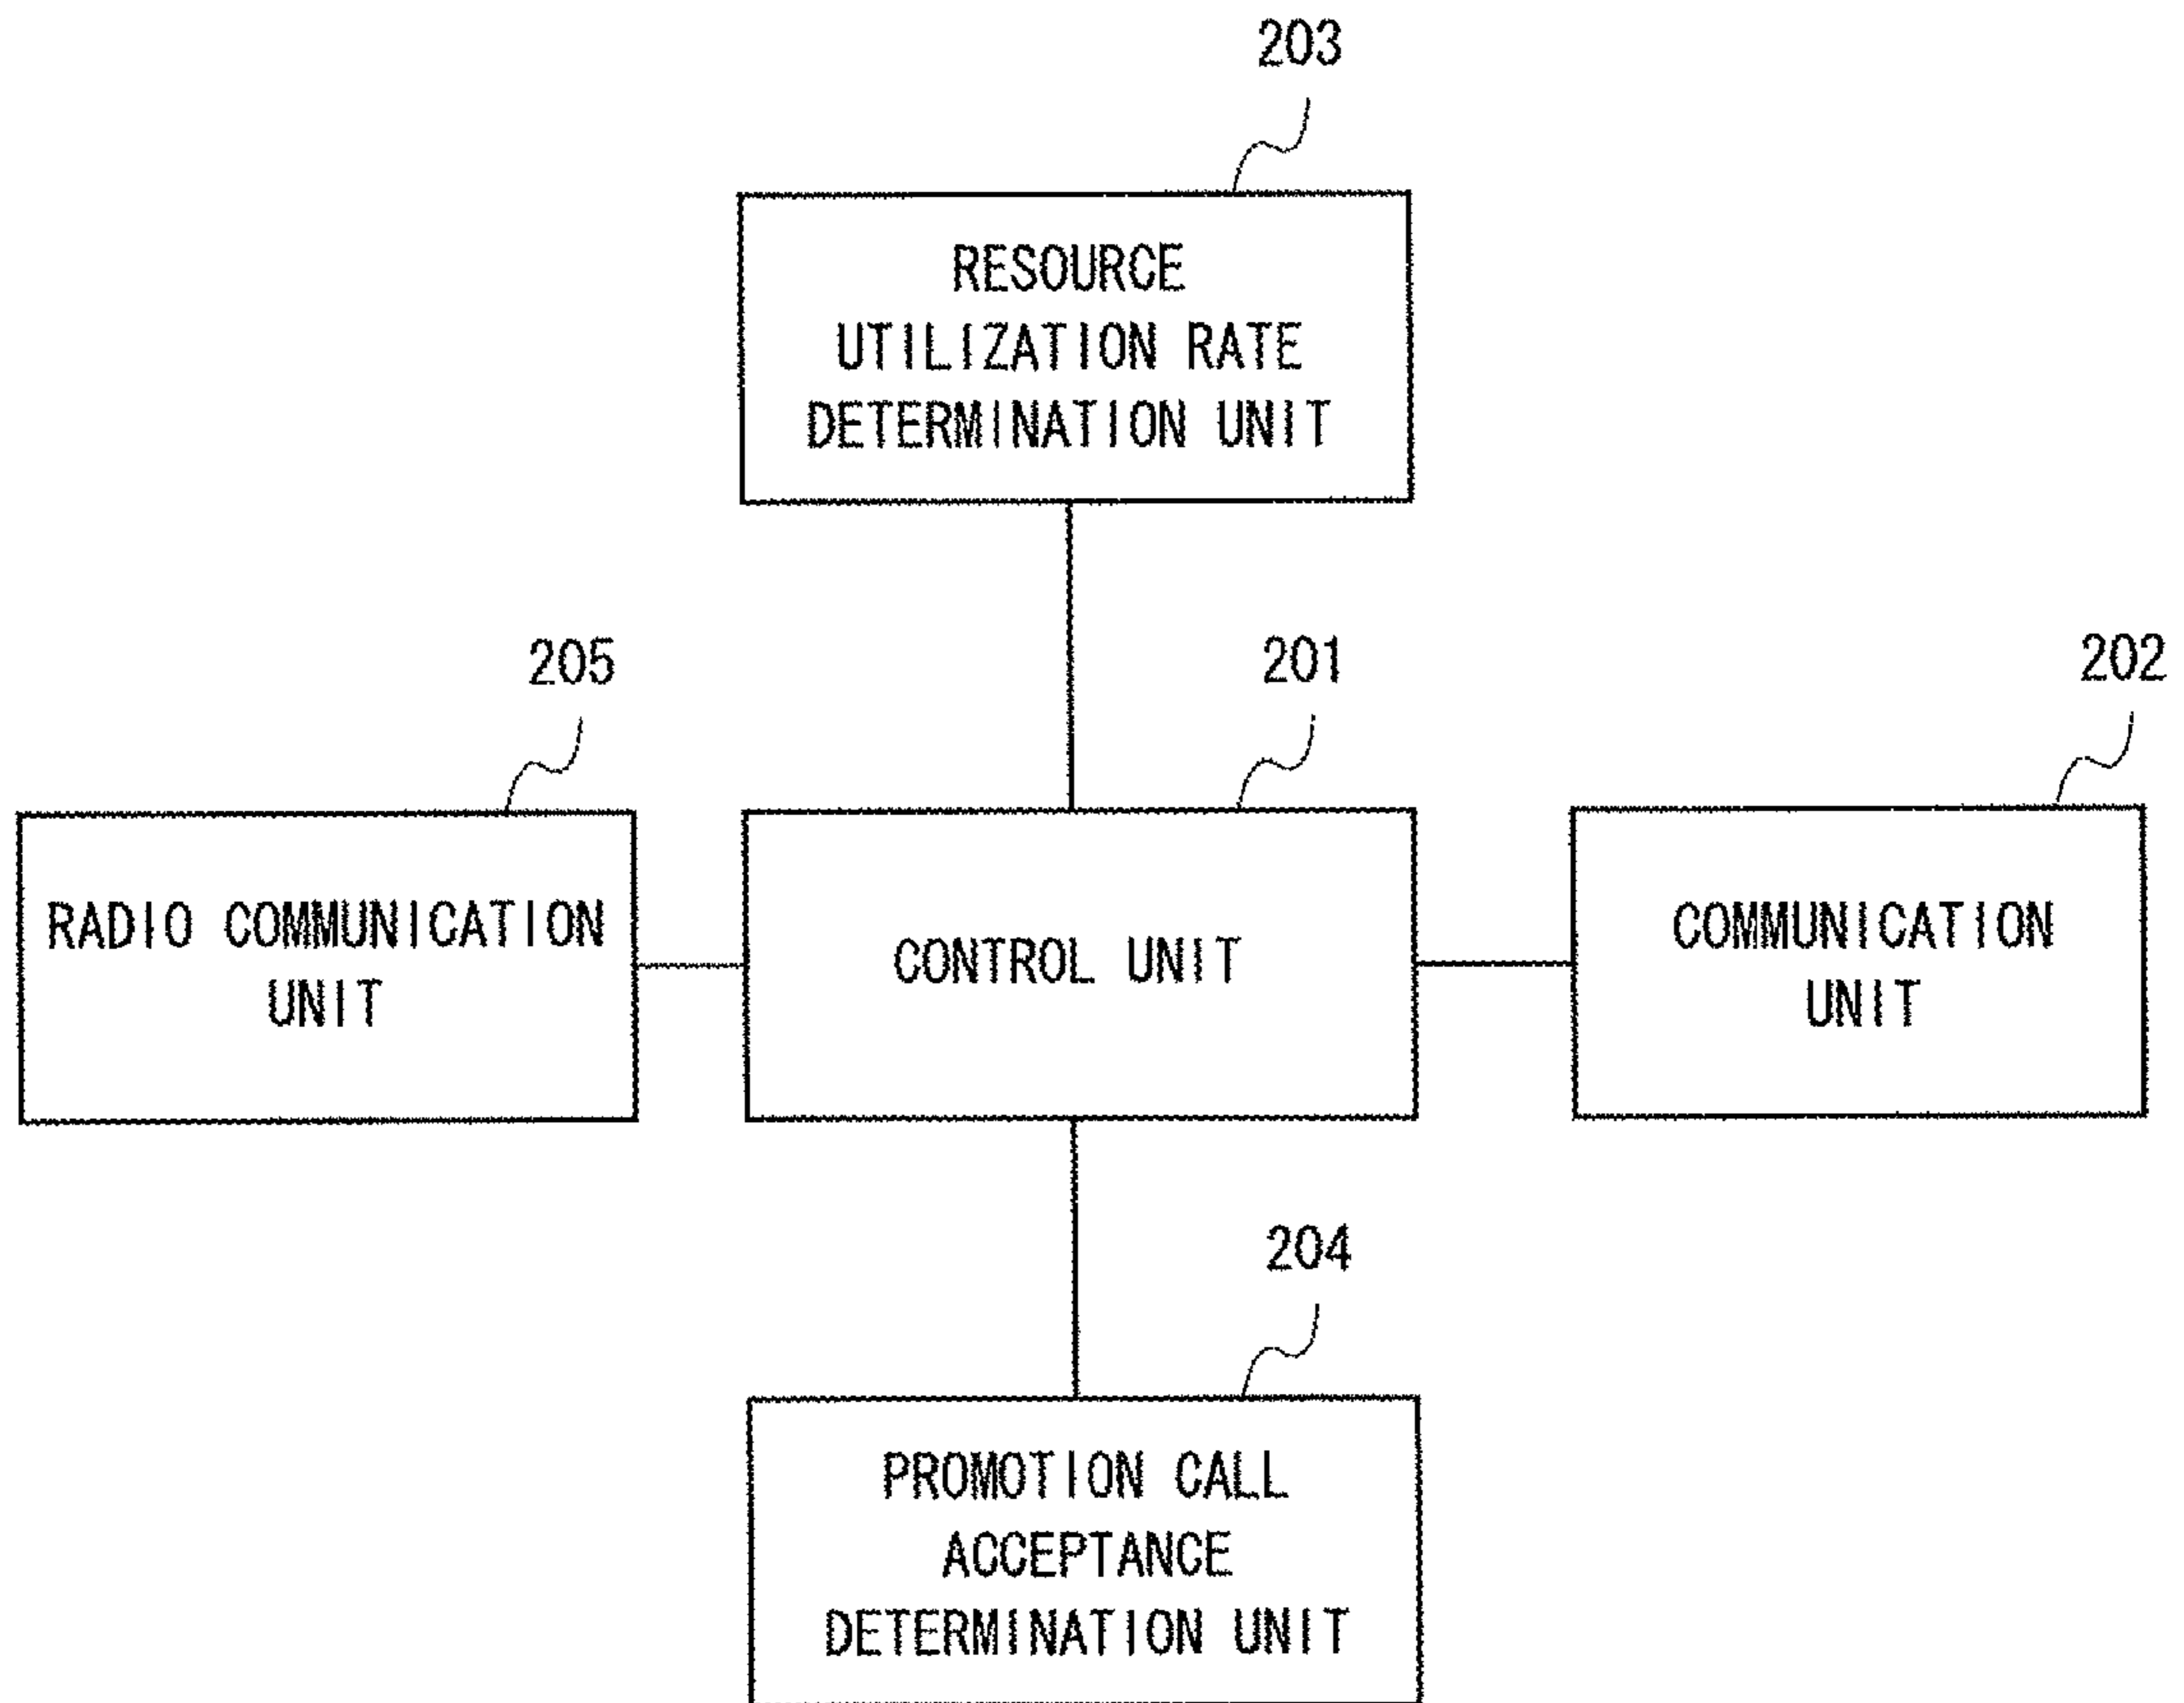 203
RESOURCE
UTILIZATION RATE
DETERMINATION UNIT
205
201
202
RADIO COMMUNICATION
UNIT
CONTROL UNIT
COMMUNICATION
UNIT
204
PROMOTION CALL
ACCEPTANCE
DETERMINATION UNIT